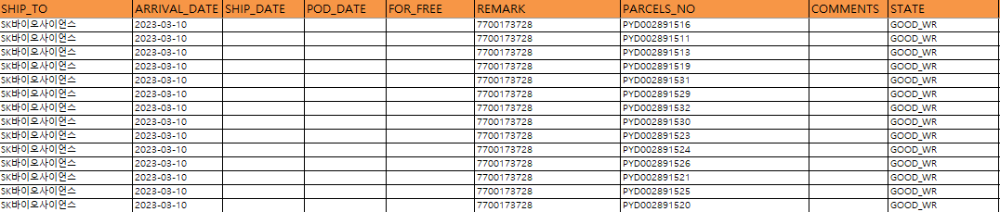 SHIP_TO ARRIVAL_DATE SHIP_DATE POD_DATE FOR_FREE REMARK PARCELS_NO COMMENTS STATE
SK바이오사이언스 2023-03-10 7700173728 PYD002891516 GOOD_WR
SK바이오사이언스 2023-03-10 7700173728 PYD002891511 GOOD_WR
SK바이오사이언스 2023-03-10 7700173728 PYD002891513 GOOD_WR
SK바이오사이언스 2023-03-10 7700173728 PYD002891519 GOOD_WR
SK바이오사이언스 2023-03-10 7700173728 PYD002891531 GOOD_WR
SK바이오사이언스 2023-03-10 7700173728 PYD002891529 GOOD_WR
SK바이오사이언스 2023-03-10 7700173728 PYD002891532 GOOD_WR
SK바이오사이언스 2023-03-10 7700173728 PYD002891530 GOOD_WR
SK바이오사이언스 2023-03-10 7700173728 PYD002891523 GOOD_WR
SK바이오사이언스 2023-03-10 7700173728 PYD002891524 GOOD_WR
SK바이오사이언스 2023-03-10 7700173728 PYD002891526 GOOD_WR
SK바이오사이언스 2023-03-10 7700173728 PYD002891521 GOOD_WR
SK바이오사이언스 2023-03-10 7700173728 PYD002891525 GOOD_WR
SK바이오사이언스 2023-03-10 7700173728 PYD002891520 GOOD_WR